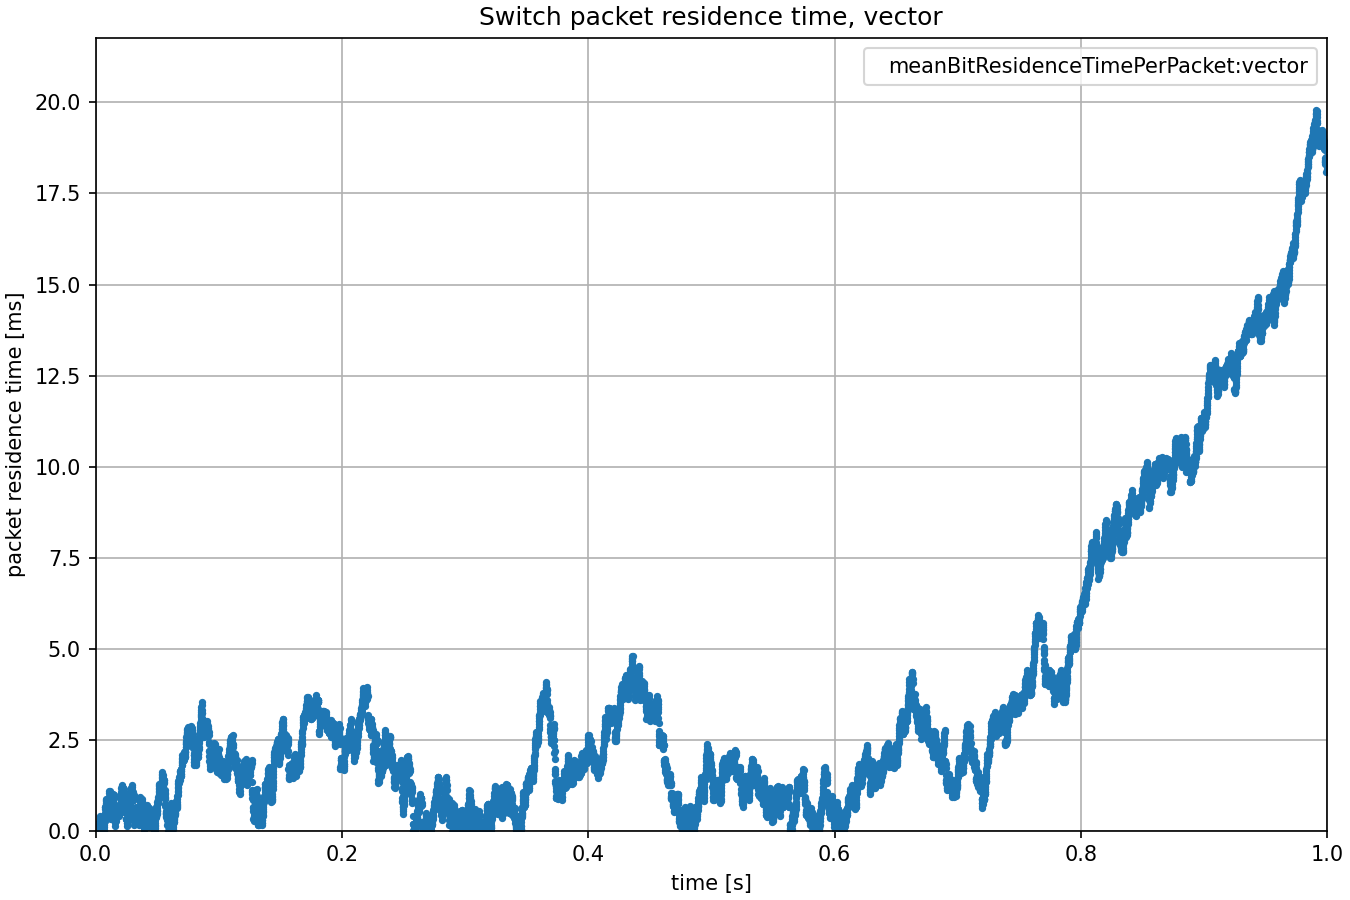 Switch packet residence time, vector
meanBitResidenceTimePerPacket:vector
packet residence time [ms]
20.0
17.5
15.0
12.5
10.0
7.5
5.0
2.5
0.0
0.0 0.2 0.4 0.6 0.8 1.0
time [s]